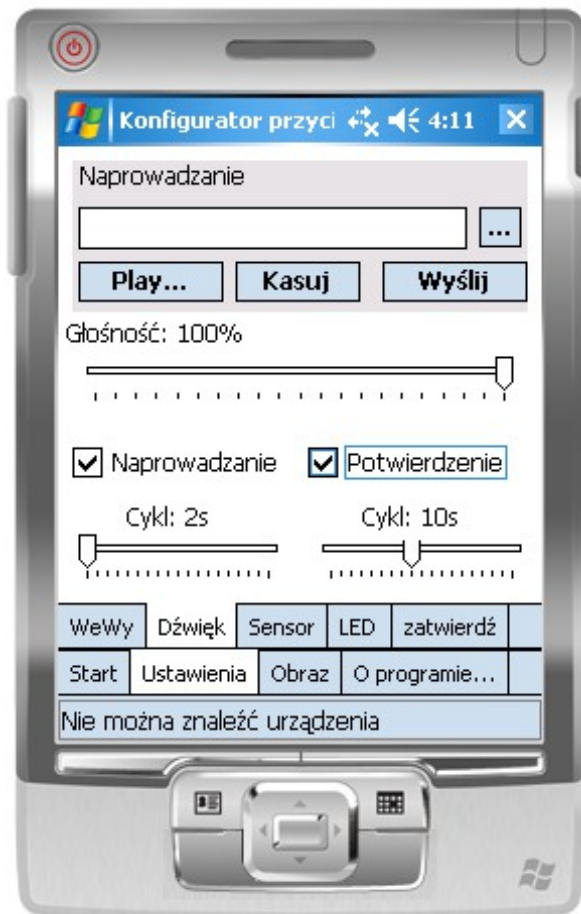 Konfigurator przyci 4:11
Naprowadzanie
...
Play... Kasuj Wyślij
Głośność: 100%
Naprowadzanie Potwierdzenie
Cykl: 2s Cykl: 10s
WeWy Dźwięk Sensor LED zatwierdź
Start Ustawienia Obraz O programie...
Nie można znaleźć urządzenia